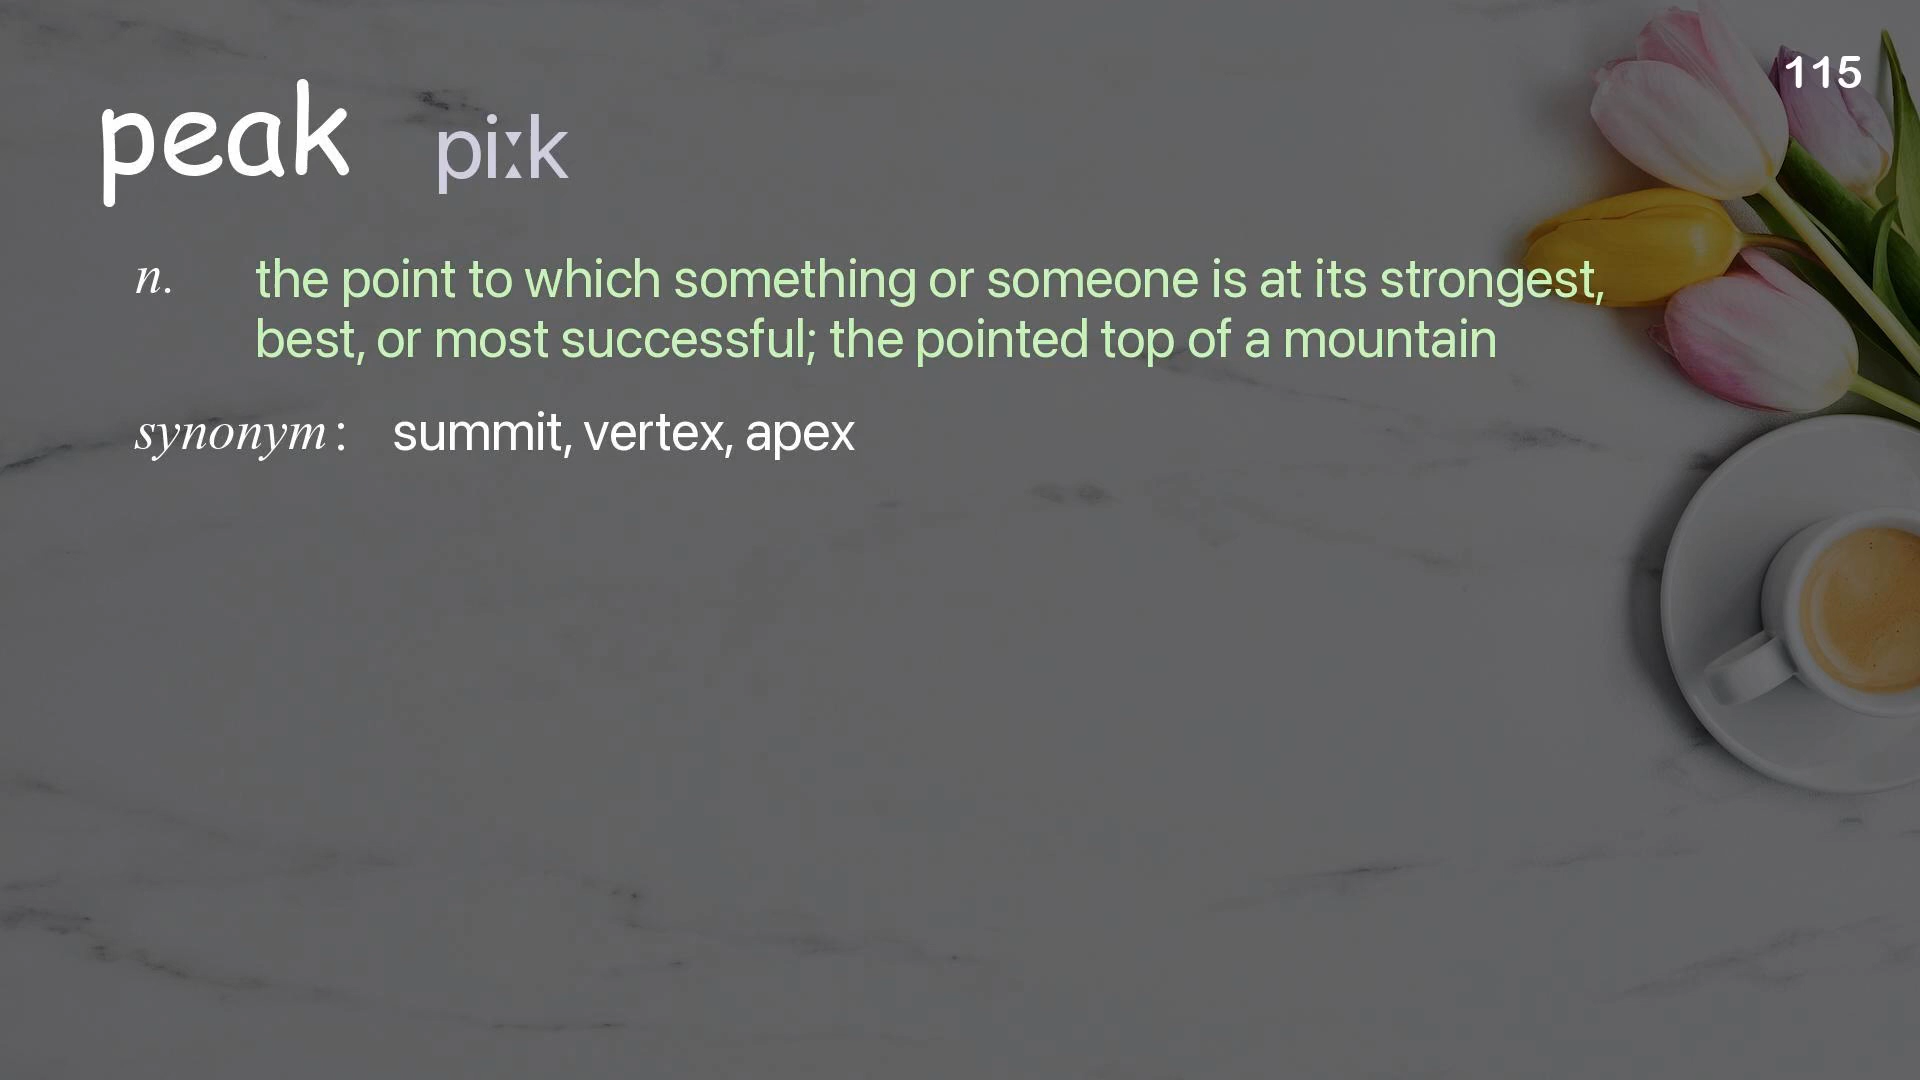 115
peak piːk
n. the point to which something or someone is at its strongest,
best, or most successful; the pointed top of a mountain
synonym : summit, vertex, apex